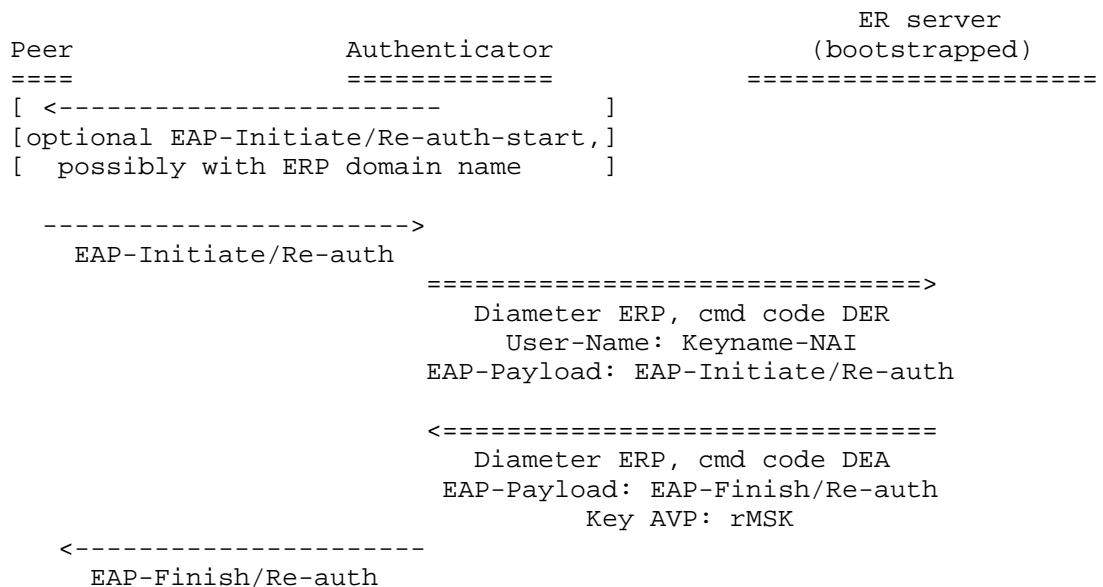 ER server
Peer                 Authenticator                (bootstrapped)
====                 =============            ======================
[ <------------------------          ]
[optional EAP-Initiate/Re-auth-start,]
[  possibly with ERP domain name     ]

  ----------------------->
    EAP-Initiate/Re-auth
                          ===============================>
                             Diameter ERP, cmd code DER
                               User-Name: Keyname-NAI
                          EAP-Payload: EAP-Initiate/Re-auth

                          <===============================
                             Diameter ERP, cmd code DEA
                           EAP-Payload: EAP-Finish/Re-auth
                                    Key AVP: rMSK
   <----------------------
     EAP-Finish/Re-auth